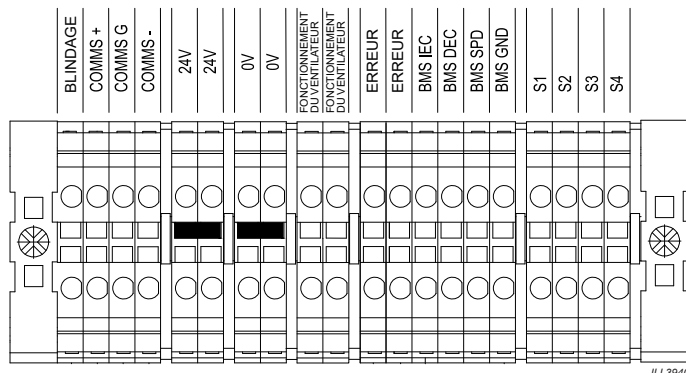 BLINDAGE
COMMS +
COMMS G
COMMS -
24V
24V
0V
0V
FONCTIONNEMENT
DU VENTILATEUR
FONCTIONNEMENT
DU VENTILATEUR
ERREUR
ERREUR
BMS IEC
BMS DEC
BMS SPD
BMS GND
S1
S2
S3
S4